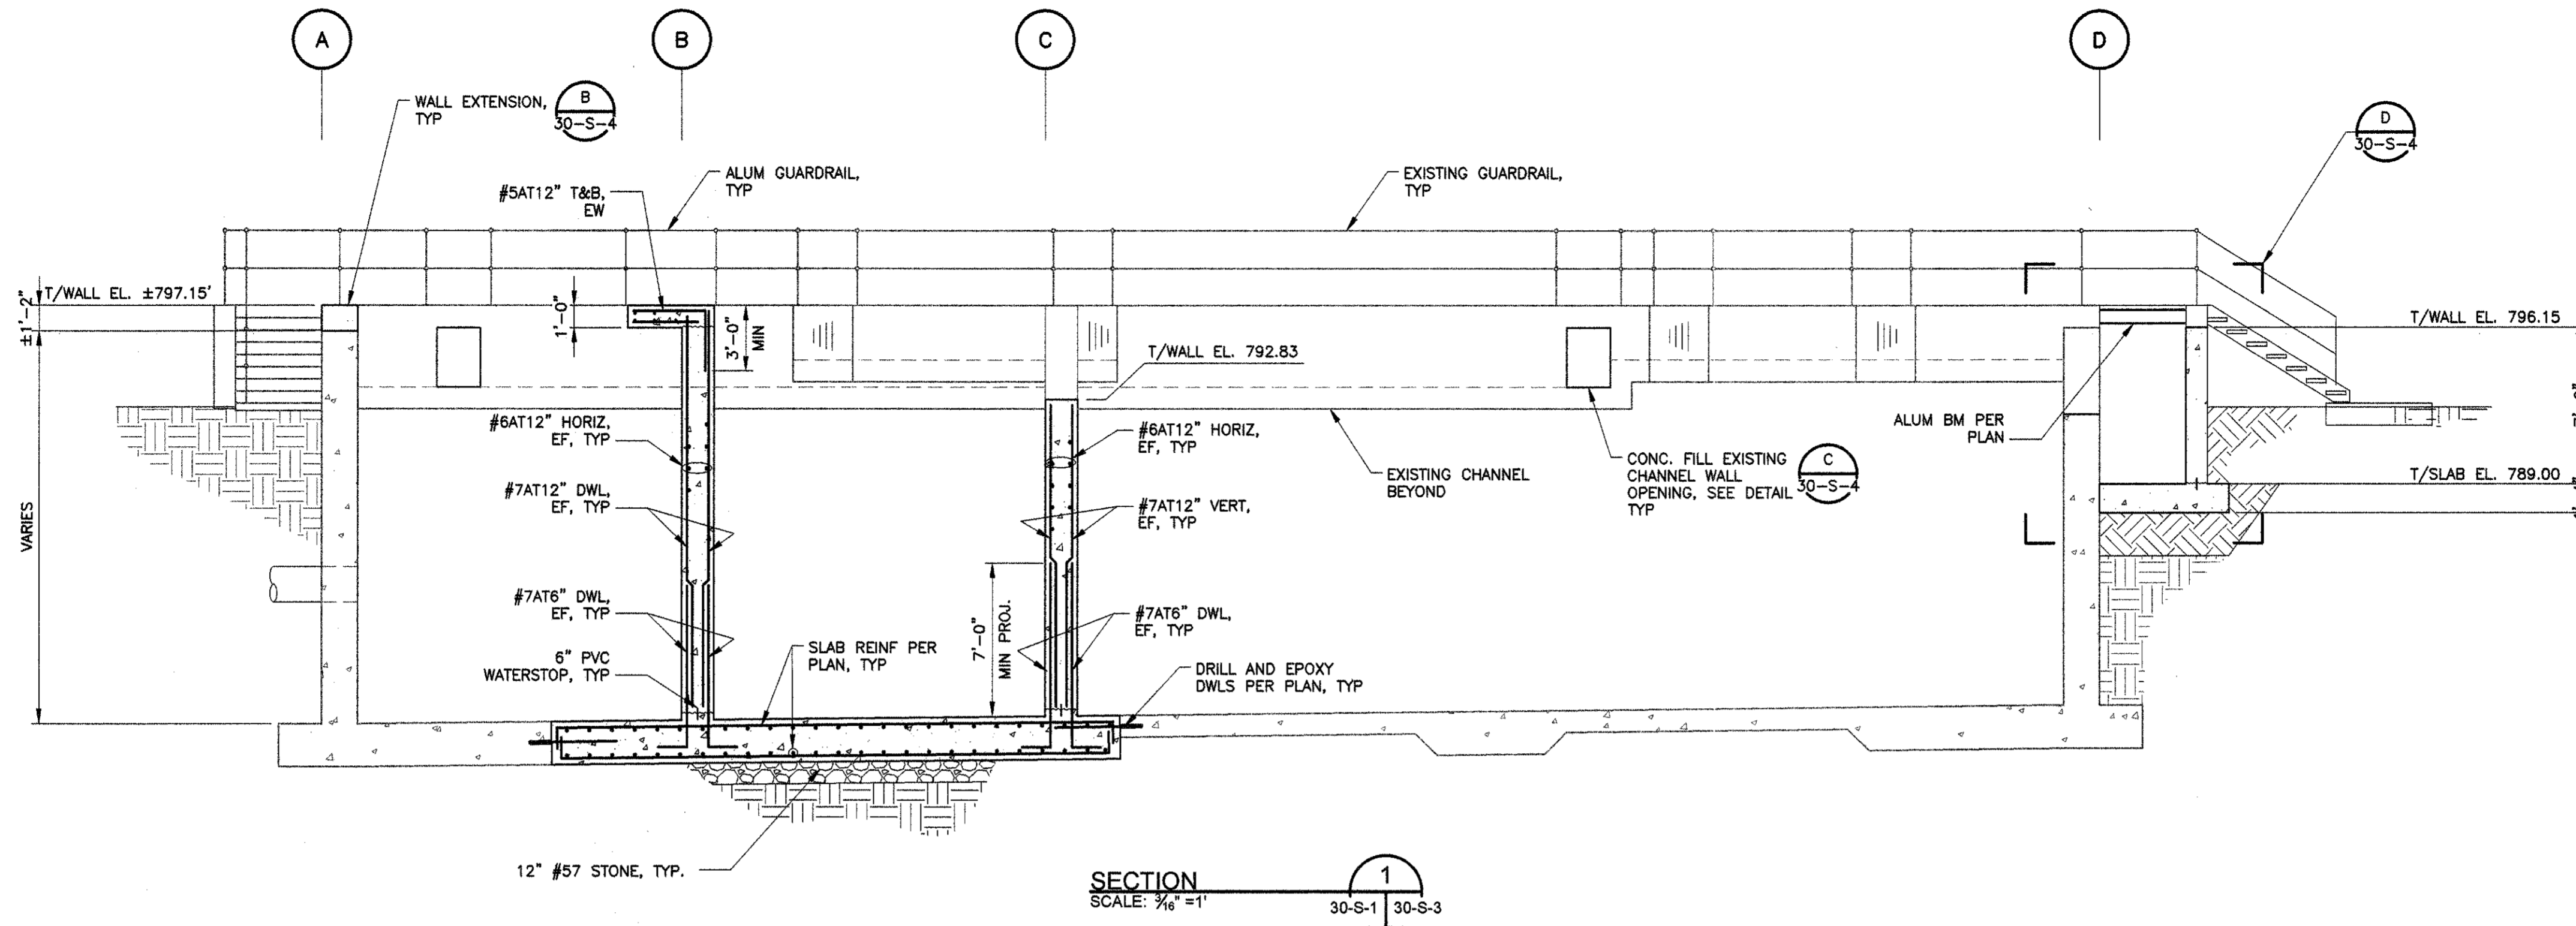 A
B
C
D
WALL EXTENSION,
TYP
B
30-S-4
D
30-S-4
ALUM GUARDRAIL,
TYP
EXISTING GUARDRAIL,
TYP
#5AT12" T&B,
EW
T/WALL EL. ±797.15'
±1'-2"
1'-0"
3'-0"
MIN
T/WALL EL. 796.15
T/WALL EL. 792.83
#6AT12" HORIZ,
EF, TYP
#6AT12" HORIZ,
EF, TYP
ALUM BM PER
PLAN
CONC. FILL EXISTING
CHANNEL WALL
OPENING, SEE DETAIL
TYP
C
30-S-4
EXISTING CHANNEL
BEYOND
T/SLAB EL. 789.00
#7AT12" DWL,
EF, TYP
#7AT12" VERT,
EF, TYP
VARIES
#7AT6" DWL,
EF, TYP
7'-0"
MIN PROJ.
#7AT6" DWL,
EF, TYP
SLAB REINF PER
PLAN, TYP
6" PVC
WATERSTOP, TYP
DRILL AND EPOXY
DWLS PER PLAN, TYP
12" #57 STONE, TYP.
SECTION
SCALE: 3/16" =1'
1
30-S-1
30-S-3